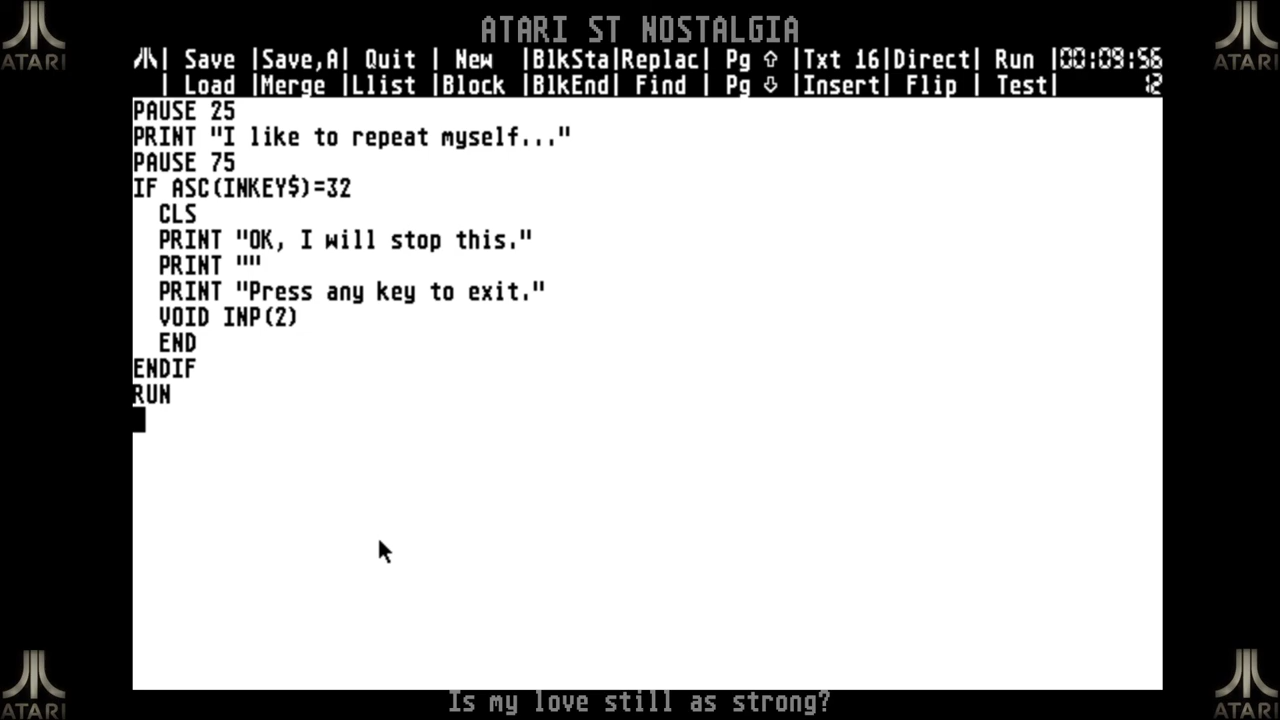 ATARI ST NOSTALGIA
| Save |Save,A| Quit | New |BlkSta|Replac| Pg ⇧ |Txt 16|Direct| Run |00:09:56
| Load |Merge |Llist |Block |BlkEnd| Find | Pg ⇩ |Insert| Flip | Test| 12
PAUSE 25
PRINT "I like to repeat myself..."
PAUSE 75
IF ASC(INKEY$)=32
CLS
PRINT "OK, I will stop this."
PRINT ""
PRINT "Press any key to exit."
VOID INP(2)
END
ENDIF
RUN
Is my love still as strong?
ATARI
ATARI
ATARI
ATARI